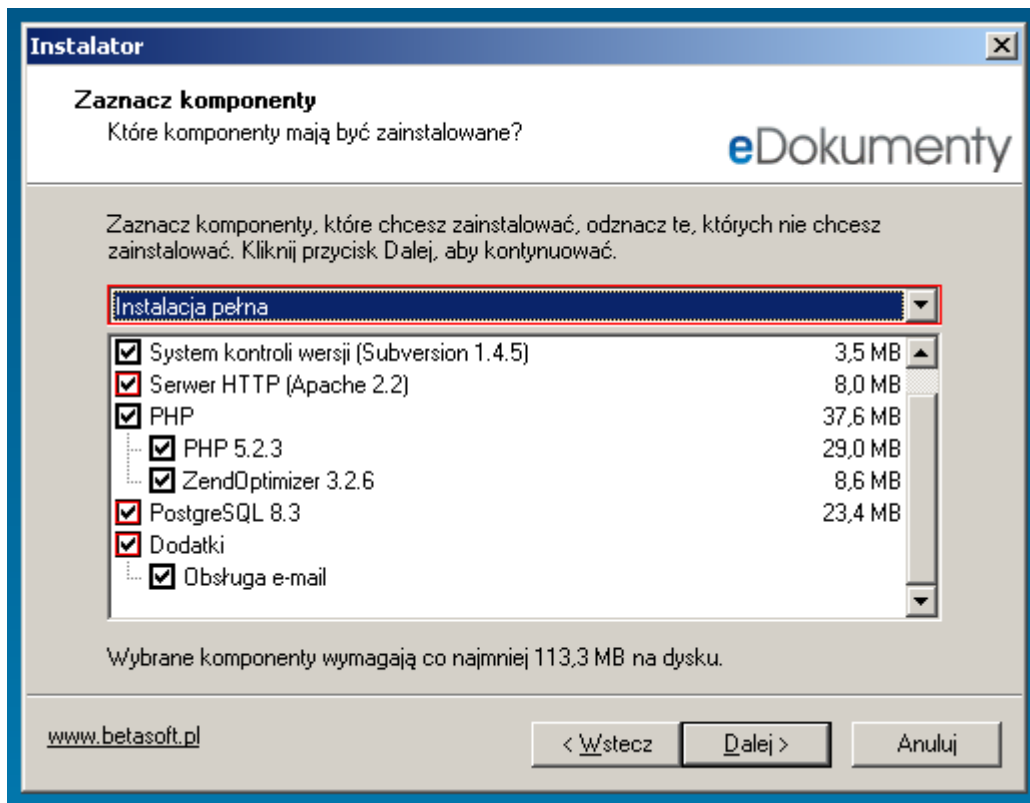 Instalator
Zaznacz komponenty
Które komponenty mają być zainstalowane?
eDokumenty
Zaznacz komponenty, które chcesz zainstalować, odznacz te, których nie chcesz
zainstalować. Kliknij przycisk Dalej, aby kontynuować.
Instalacja pełna
System kontroli wersji (Subversion 1.4.5) 3,5 MB
Serwer HTTP (Apache 2.2) 8,0 MB
PHP 37,6 MB
PHP 5.2.3 29,0 MB
ZendOptimizer 3.2.6 8,6 MB
PostgreSQL 8.3 23,4 MB
Dodatki
Obsługa e-mail
Wybrane komponenty wymagają co najmniej 113,3 MB na dysku.
www.betasoft.pl < Wstecz Dalej > Anuluj